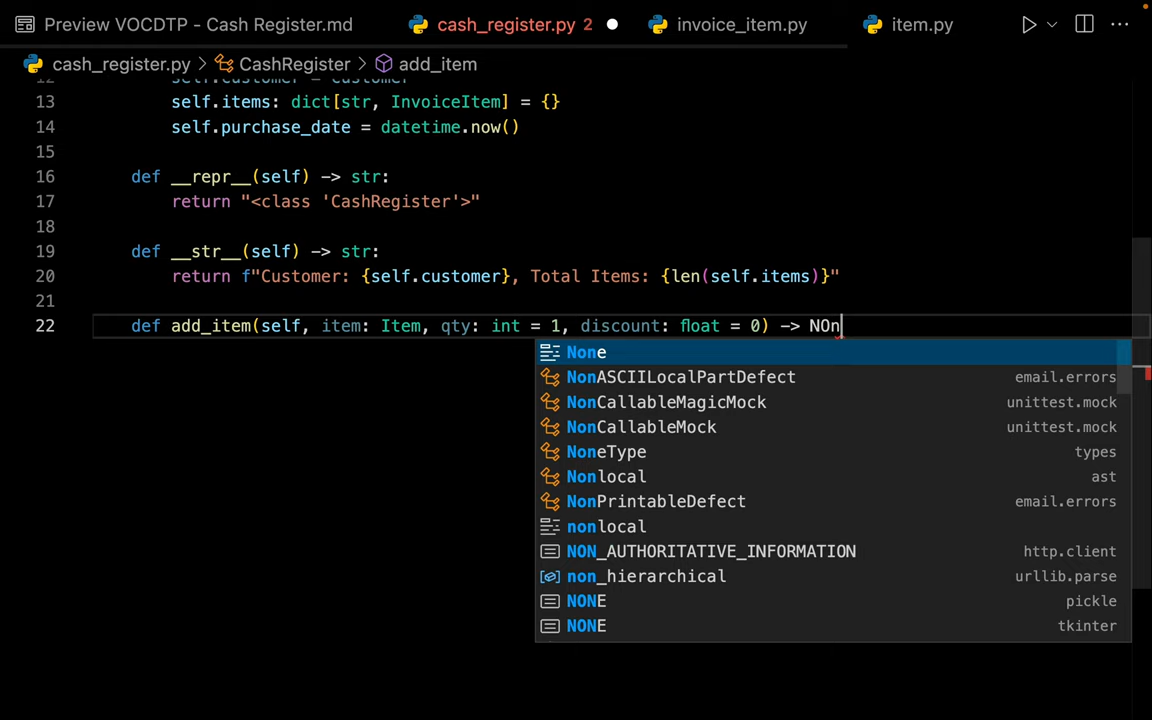 Preview VOCDTP - Cash Register.md cash_register.py 2 invoice_item.py item.py
cash_register.py > CashRegister > add_item
12 self.customer = customer
13 self.items: dict[str, InvoiceItem] = {}
14 self.purchase_date = datetime.now()
15
16 def __repr__(self) -> str:
17 return "<class 'CashRegister'>"
18
19 def __str__(self) -> str:
20 return f"Customer: {self.customer}, Total Items: {len(self.items)}"
21
22 def add_item(self, item: Item, qty: int = 1, discount: float = 0) -> NOn
None
NonASCIILocalPartDefect email.errors
NonCallableMagicMock unittest.mock
NonCallableMock unittest.mock
NoneType types
Nonlocal ast
NonPrintableDefect email.errors
nonlocal
NON_AUTHORITATIVE_INFORMATION http.client
non_hierarchical urllib.parse
NONE pickle
NONE tkinter